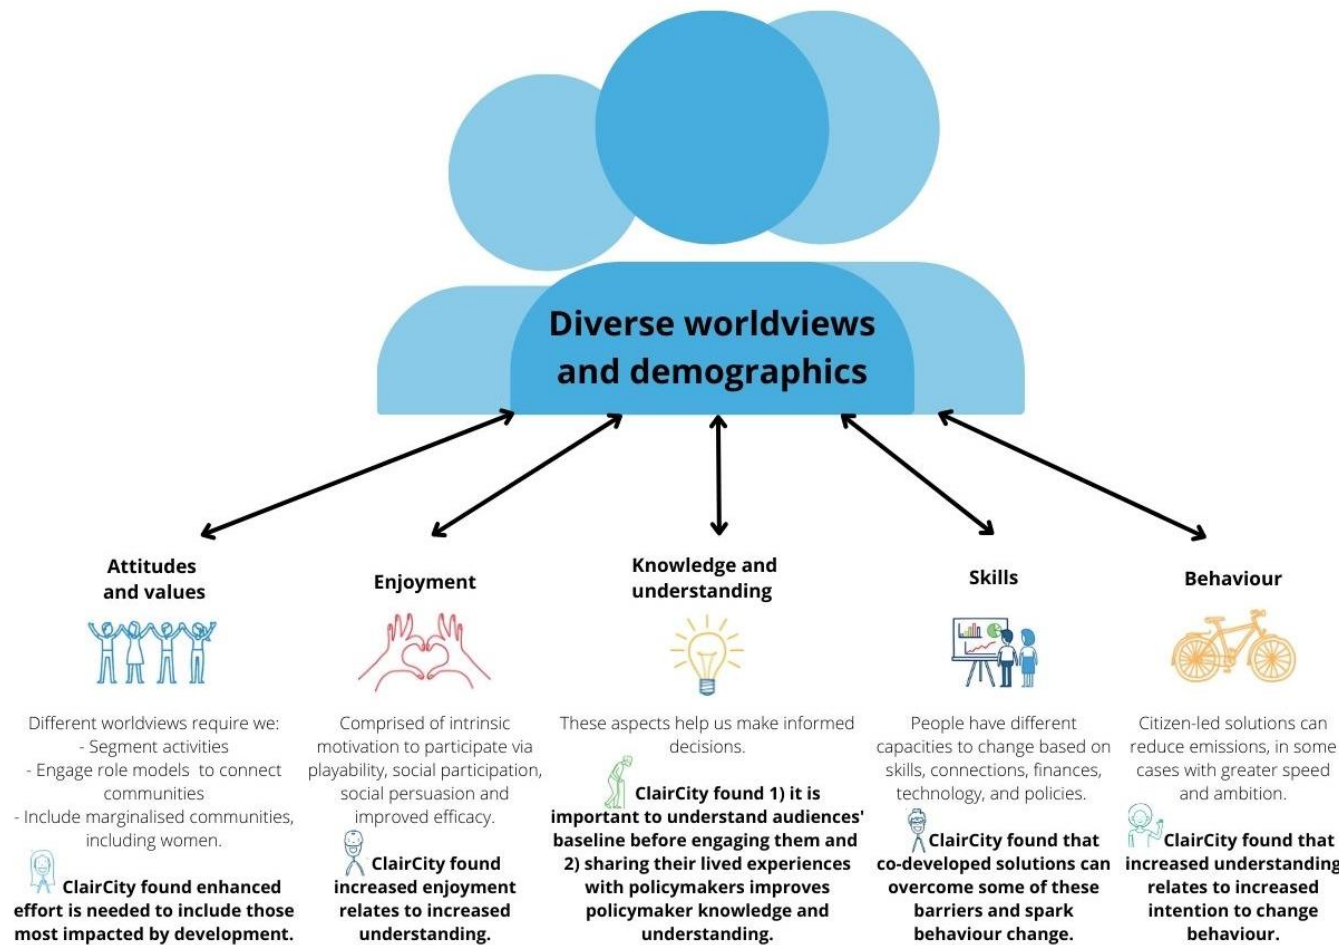 Diverse worldviews
and demographics
Attitudes
and values
Different worldviews require we:
- Segment activities
- Engage role models to connect
communities
- Include marginalised communities,
including women.
ClairCity found enhanced
effort is needed to include those
most impacted by development.
Enjoyment
Comprised of intrinsic
motivation to participate via
playability, social participation,
social persuasion and
improved efficacy.
ClairCity found
increased enjoyment
relates to increased
understanding.
Knowledge and
understanding
These aspects help us make informed
decisions.
ClairCity found 1) it is
important to understand audiences'
baseline before engaging them and
2) sharing their lived experiences
with policymakers improves
policymaker knowledge and
understanding.
Skills
People have different
capacities to change based on
skills, connections, finances,
technology, and policies.
ClairCity found that
co-developed solutions can
overcome some of these
barriers and spark
behaviour change.
Behaviour
Citizen-led solutions can
reduce emissions, in some
cases with greater speed
and ambition.
ClairCity found that
increased understanding
relates to increased
intention to change
behaviour.